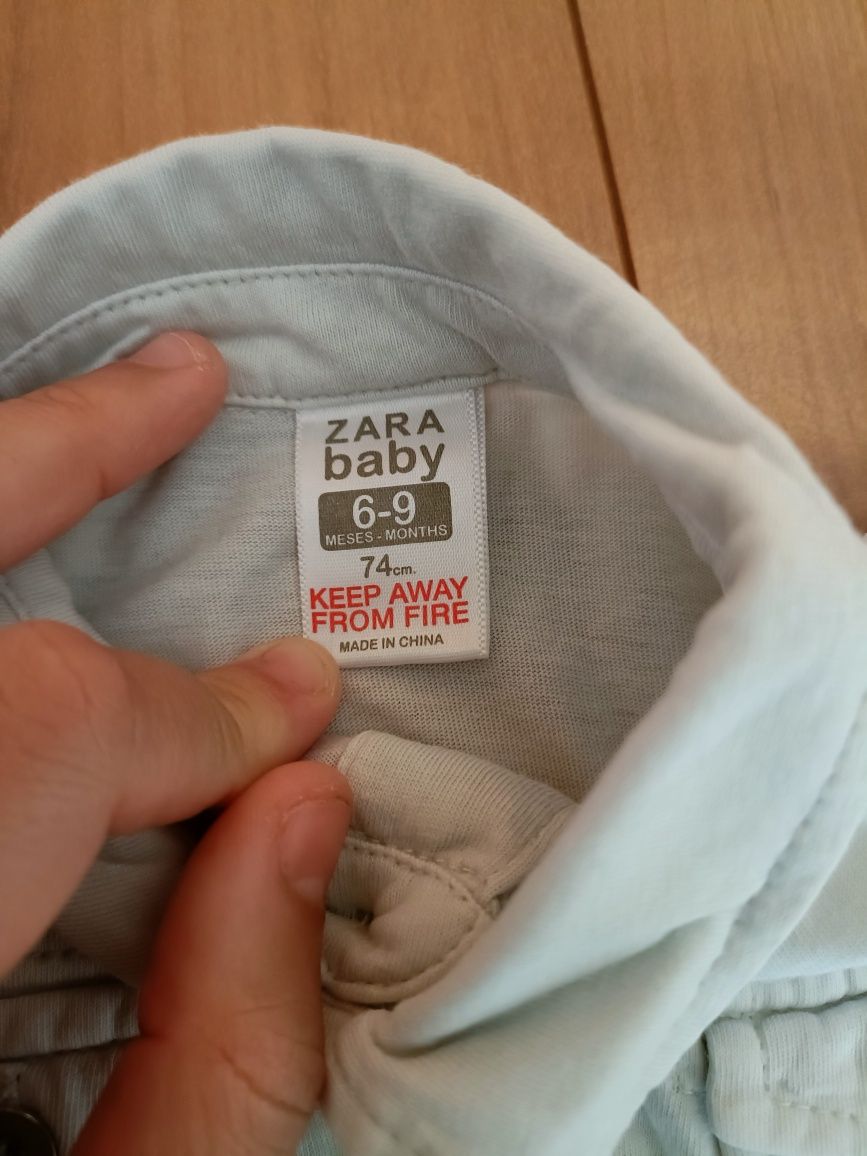 ZARA
baby
6-9
MESES - MONTHS
74cm.
KEEP AWAY
FROM FIRE
MADE IN CHINA